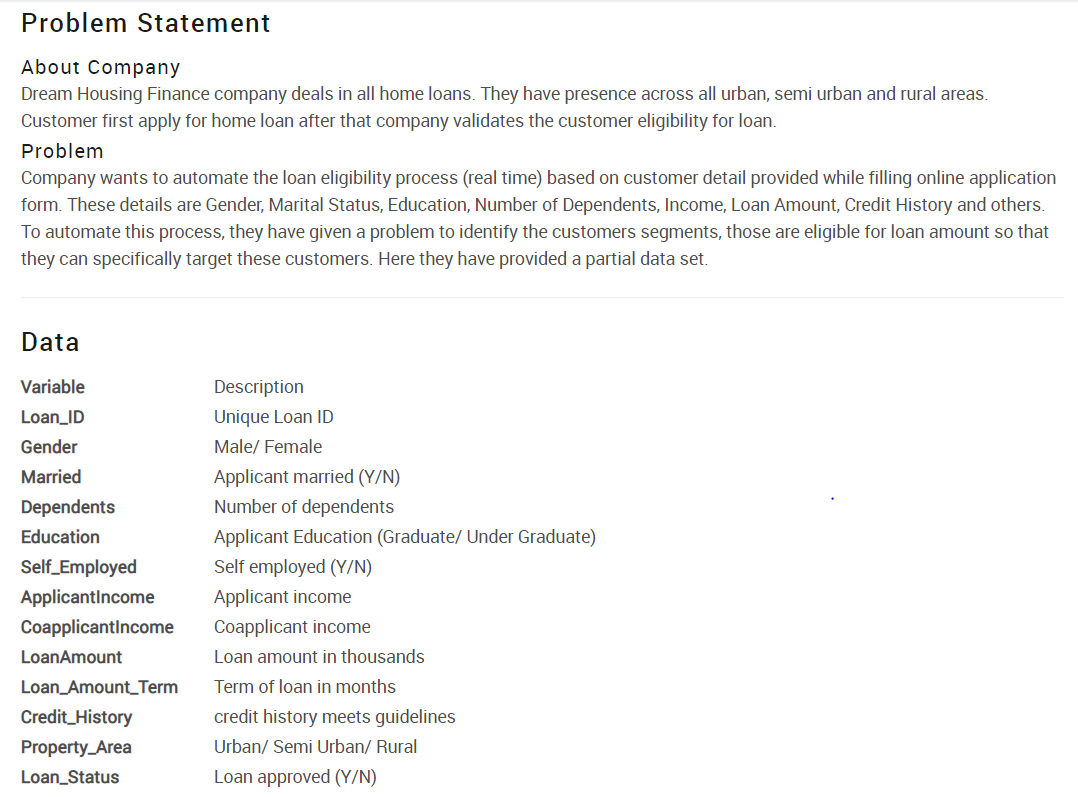 Problem Statement
About Company
Dream Housing Finance company deals in all home loans. They have presence across all urban, semi urban and rural areas.
Customer first apply for home loan after that company validates the customer eligibility for loan.
Problem
Company wants to automate the loan eligibility process (real time) based on customer detail provided while filling online application
form. These details are Gender, Marital Status, Education, Number of Dependents, Income, Loan Amount, Credit History and others.
To automate this process, they have given a problem to identify the customers segments, those are eligible for loan amount so that
they can specifically target these customers. Here they have provided a partial data set.
Data
Variable Description
Loan_ID Unique Loan ID
Gender Male/ Female
Married Applicant married (Y/N)
Dependents Number of dependents
Education Applicant Education (Graduate/ Under Graduate)
Self_Employed Self employed (Y/N)
ApplicantIncome Applicant income
CoapplicantIncome Coapplicant income
LoanAmount Loan amount in thousands
Loan_Amount_Term Term of loan in months
Credit_History credit history meets guidelines
Property_Area Urban/ Semi Urban/ Rural
Loan_Status Loan approved (Y/N)